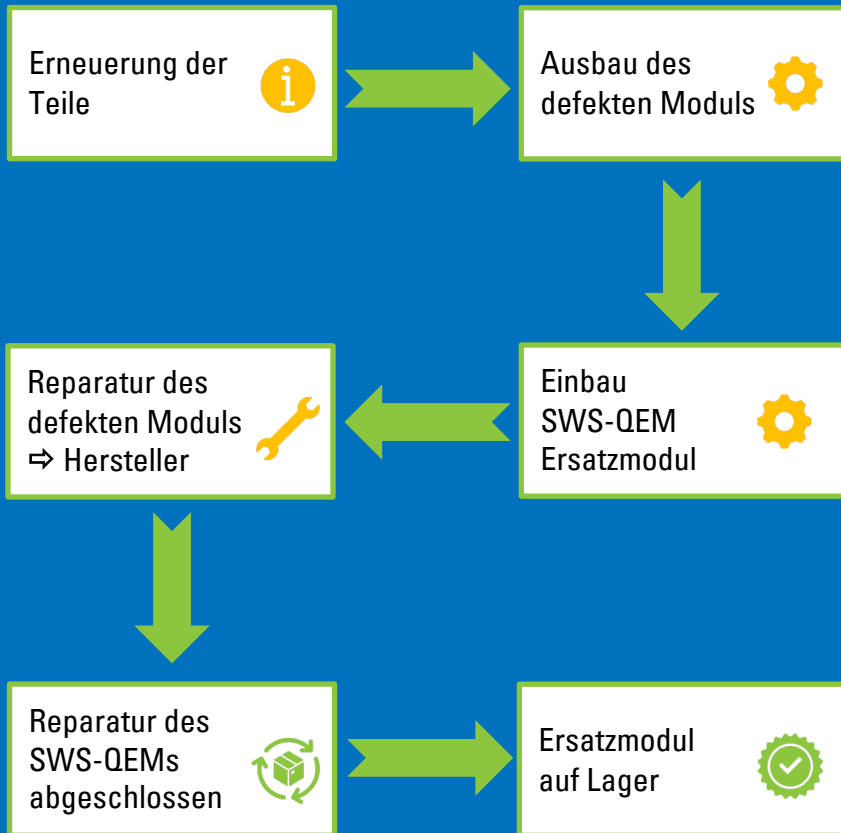 Erneuerung der
Teile
Ausbau des
defekten Moduls
Einbau
SWS-QEM
Ersatzmodul
Reparatur des
defekten Moduls
⇨ Hersteller
Reparatur des
SWS-QEMs
abgeschlossen
Ersatzmodul
auf Lager